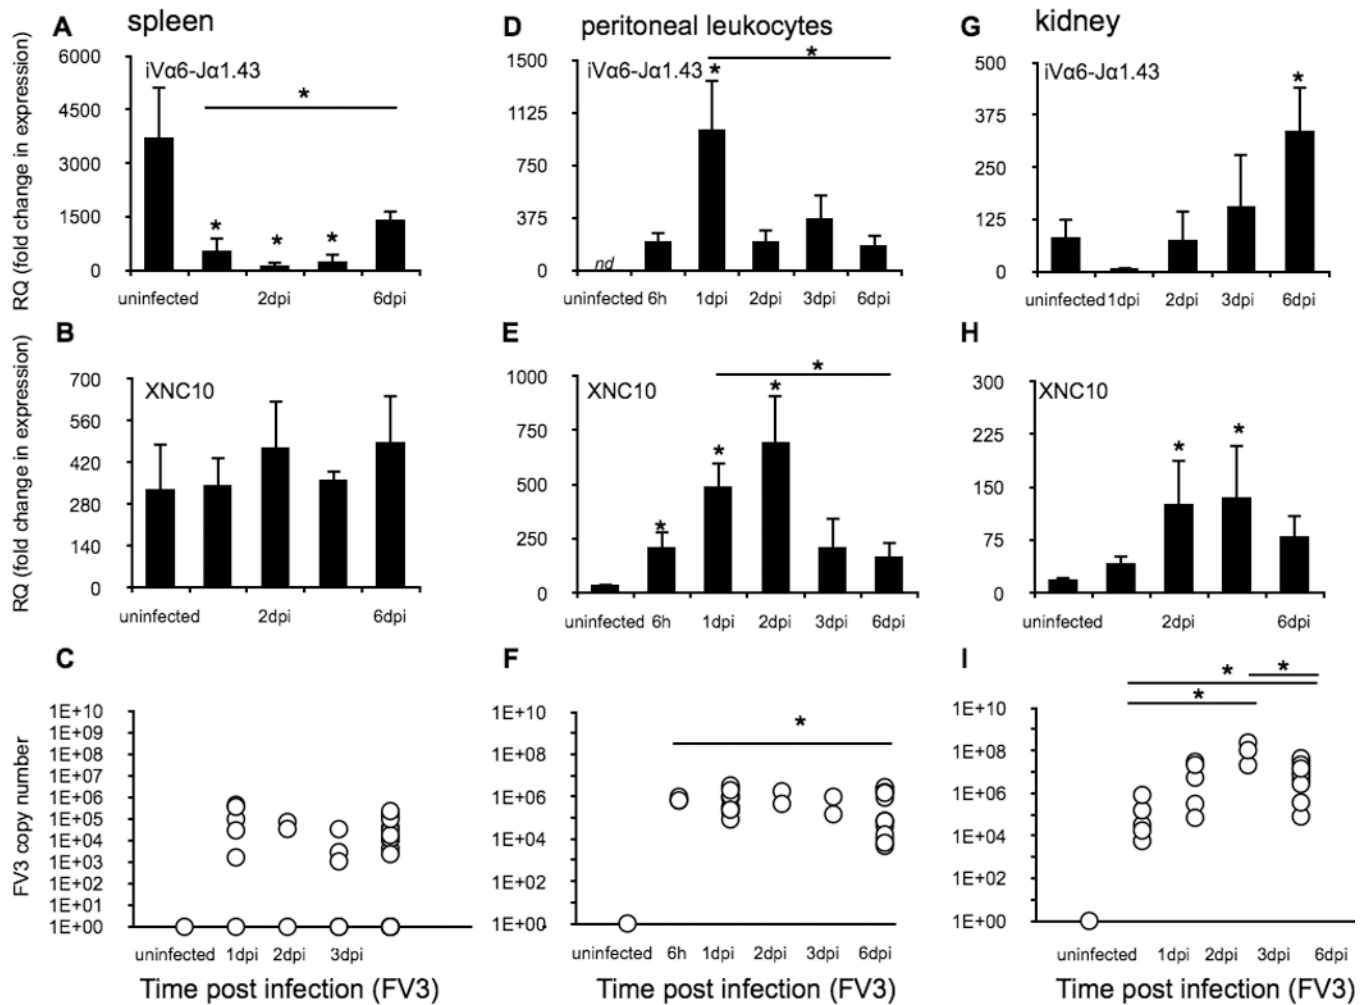 A spleen
RQ (fold change in expression)
6000
4500
3000
1500
0
iVα6-Jα1.43
*
* * *
uninfected 2dpi 6dpi
D peritoneal leukocytes
1500
1125
750
375
0
iVα6-Jα1.43
* *
nd
uninfected 6h 1dpi 2dpi 3dpi 6dpi
G kidney
500
375
250
125
0
iVα6-Jα1.43
*
uninfected 1dpi 2dpi 3dpi 6dpi
B
RQ (fold change in expression)
700
560
420
280
140
0
XNC10
uninfected 2dpi 6dpi
E
1000
750
500
250
0
XNC10
*
* * *
uninfected 6h 1dpi 2dpi 3dpi 6dpi
H
300
225
150
75
0
XNC10
* *
uninfected 2dpi 6dpi
C
FV3 copy number
1E+10
1E+09
1E+08
1E+07
1E+06
1E+05
1E+04
1E+03
1E+02
1E+01
1E+00
uninfected 1dpi 2dpi 3dpi
Time post infection (FV3)
F
1E+10
1E+08
1E+06
1E+04
1E+02
1E+00
*
uninfected 6h 1dpi 2dpi 3dpi 6dpi
Time post infection (FV3)
I
1E+10
1E+08
1E+06
1E+04
1E+02
1E+00
* *
*
uninfected 1dpi 2dpi 3dpi 6dpi
Time post infection (FV3)